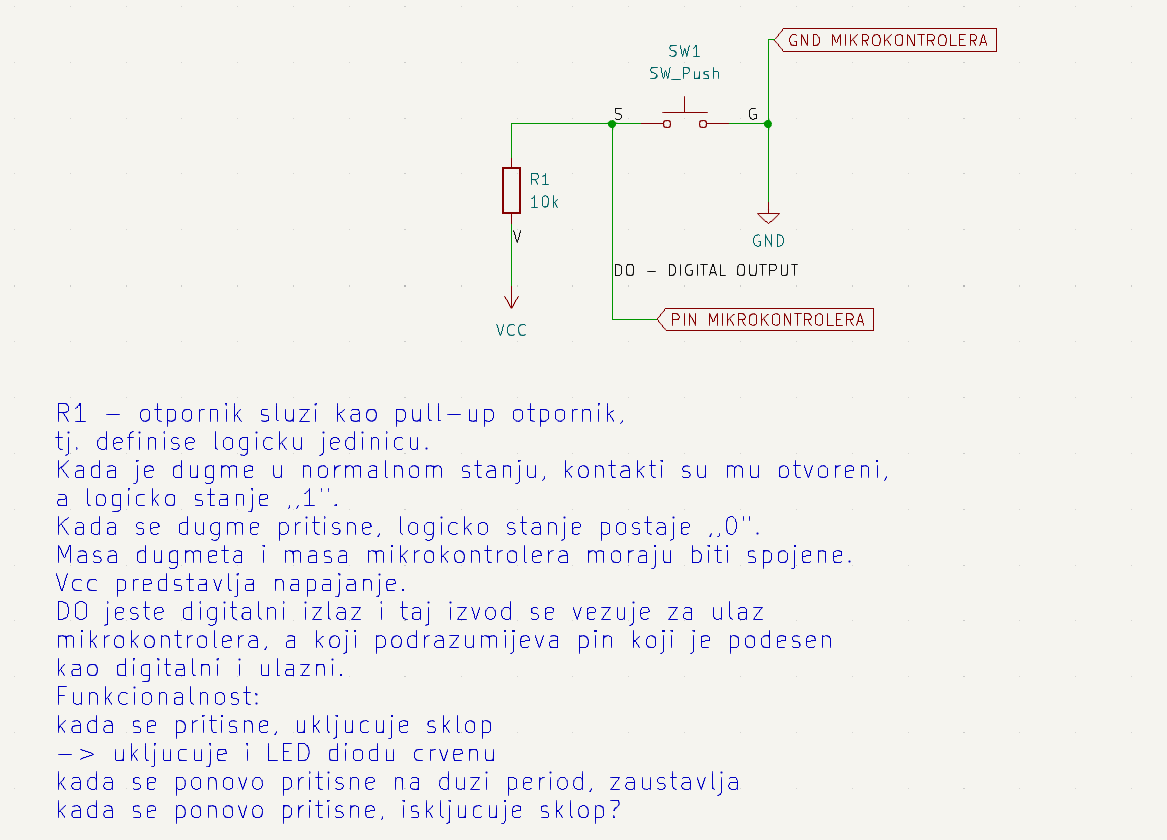 GND MIKROKONTROLERA
SW1
SW_Push
S
G
R1
10k
V
GND
DO - DIGITAL OUTPUT
PIN MIKROKONTROLERA
VCC
R1 - otpornik sluzi kao pull-up otpornik,
tj. definise logicku jedinicu.
Kada je dugme u normalnom stanju, kontakti su mu otvoreni,
a logicko stanje ,,1".
Kada se dugme pritisne, logicko stanje postaje ,,0".
Masa dugmeta i masa mikrokontrolera moraju biti spojene.
Vcc predstavlja napajanje.
DO jeste digitalni izlaz i taj izvod se vezuje za ulaz
mikrokontrolera, a koji podrazumijeva pin koji je podesen
kao digitalni i ulazni.
Funkcionalnost:
kada se pritisne, ukljucuje sklop
-> ukljucuje i LED diodu crvenu
kada se ponovo pritisne na duzi period, zaustavlja
kada se ponovo pritisne, iskljucuje sklop?